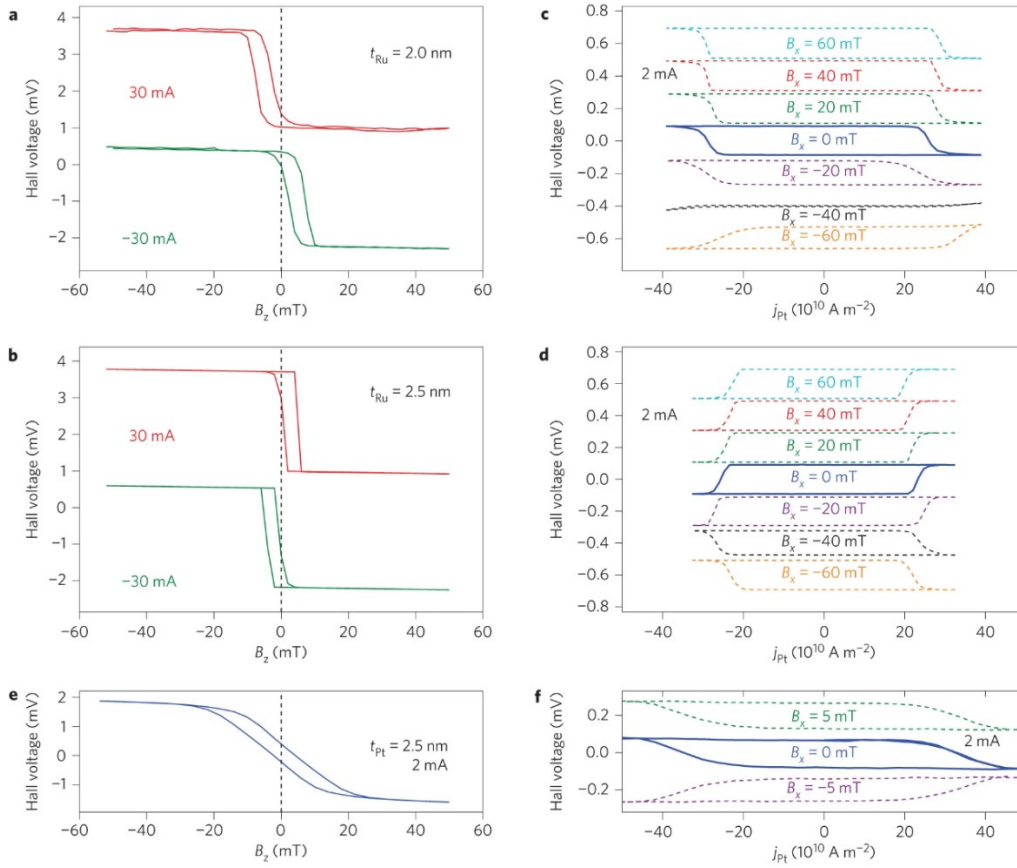 a
Hall voltage (mV)
4
3
2
1
0
−1
−2
−60
−40
−20
0
20
40
60
B_z (mT)
t_Ru = 2.0 nm
30 mA
−30 mA
c
Hall voltage (mV)
0.8
0.6
0.4
0.2
0.0
−0.2
−0.4
−0.6
−40
−20
0
20
40
j_Pt (10^10 A m^−2)
2 mA
B_x = 60 mT
B_x = 40 mT
B_x = 20 mT
B_x = 0 mT
B_x = −20 mT
B_x = −40 mT
B_x = −60 mT
b
Hall voltage (mV)
4
3
2
1
0
−1
−2
−60
−40
−20
0
20
40
60
B_z (mT)
t_Ru = 2.5 nm
30 mA
−30 mA
d
Hall voltage (mV)
0.8
0.6
0.4
0.2
0.0
−0.2
−0.4
−0.6
−0.8
−40
−20
0
20
40
j_Pt (10^10 A m^−2)
2 mA
B_x = 60 mT
B_x = 40 mT
B_x = 20 mT
B_x = 0 mT
B_x = −20 mT
B_x = −40 mT
B_x = −60 mT
e
Hall voltage (mV)
2
1
0
−1
−60
−40
−20
0
20
40
60
B_z (mT)
t_Pt = 2.5 nm
2 mA
f
Hall voltage (mV)
0.2
0.0
−0.2
−40
−20
0
20
40
j_Pt (10^10 A m^−2)
B_x = 5 mT
2 mA
B_x = 0 mT
B_x = −5 mT